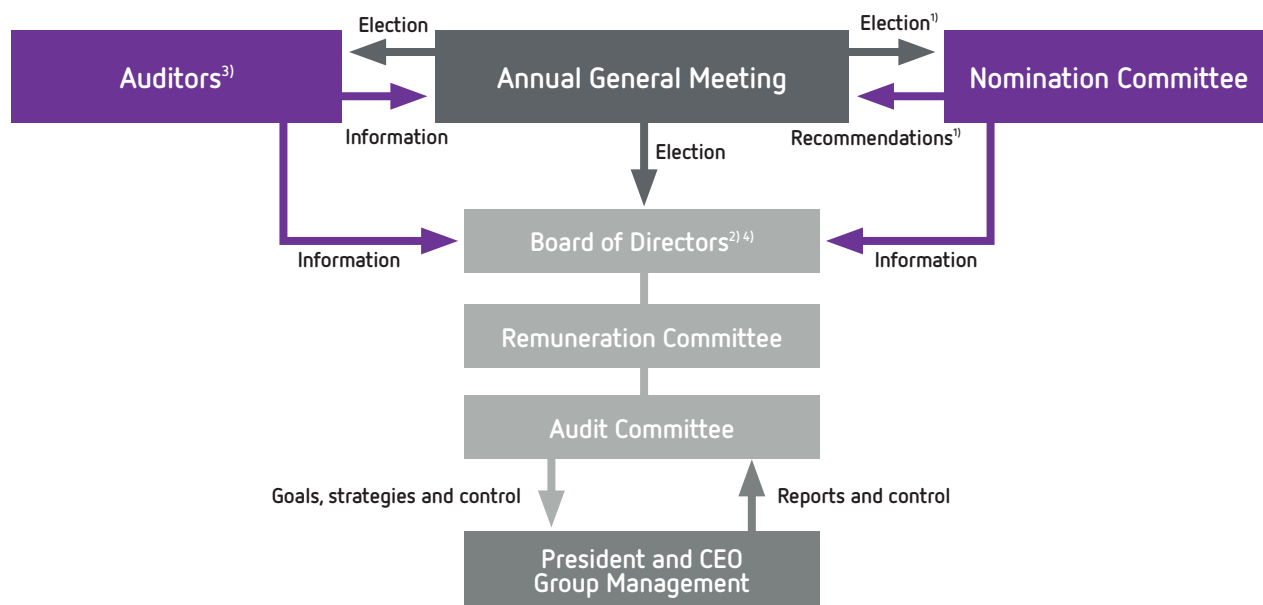 Election
Election1)
Auditors3)
Annual General Meeting
Nomination Committee
Information
Recommendations1)
Election
Board of Directors2) 4)
Information
Information
Remuneration Committee
Audit Committee
Goals, strategies and control
Reports and control
President and CEO
Group Management